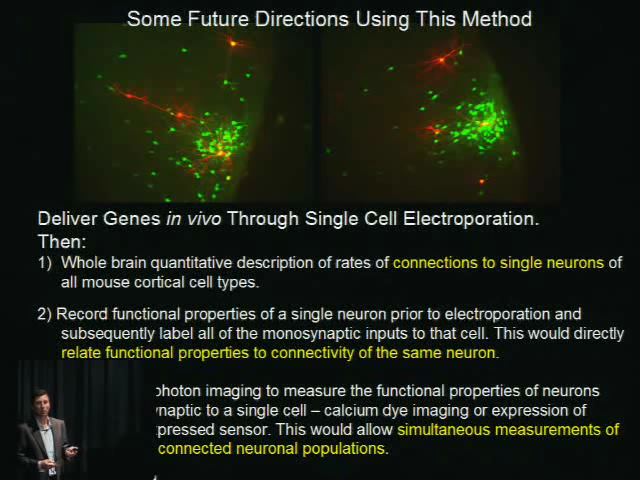 Some Future Directions Using This Method
Deliver Genes in vivo Through Single Cell Electroporation.
Then:
1) Whole brain quantitative description of rates of connections to single neurons of
all mouse cortical cell types.
2) Record functional properties of a single neuron prior to electroporation and
subsequently label all of the monosynaptic inputs to that cell. This would directly
relate functional properties to connectivity of the same neuron.
photon imaging to measure the functional properties of neurons
naptic to a single cell – calcium dye imaging or expression of
pressed sensor. This would allow simultaneous measurements of
connected neuronal populations.